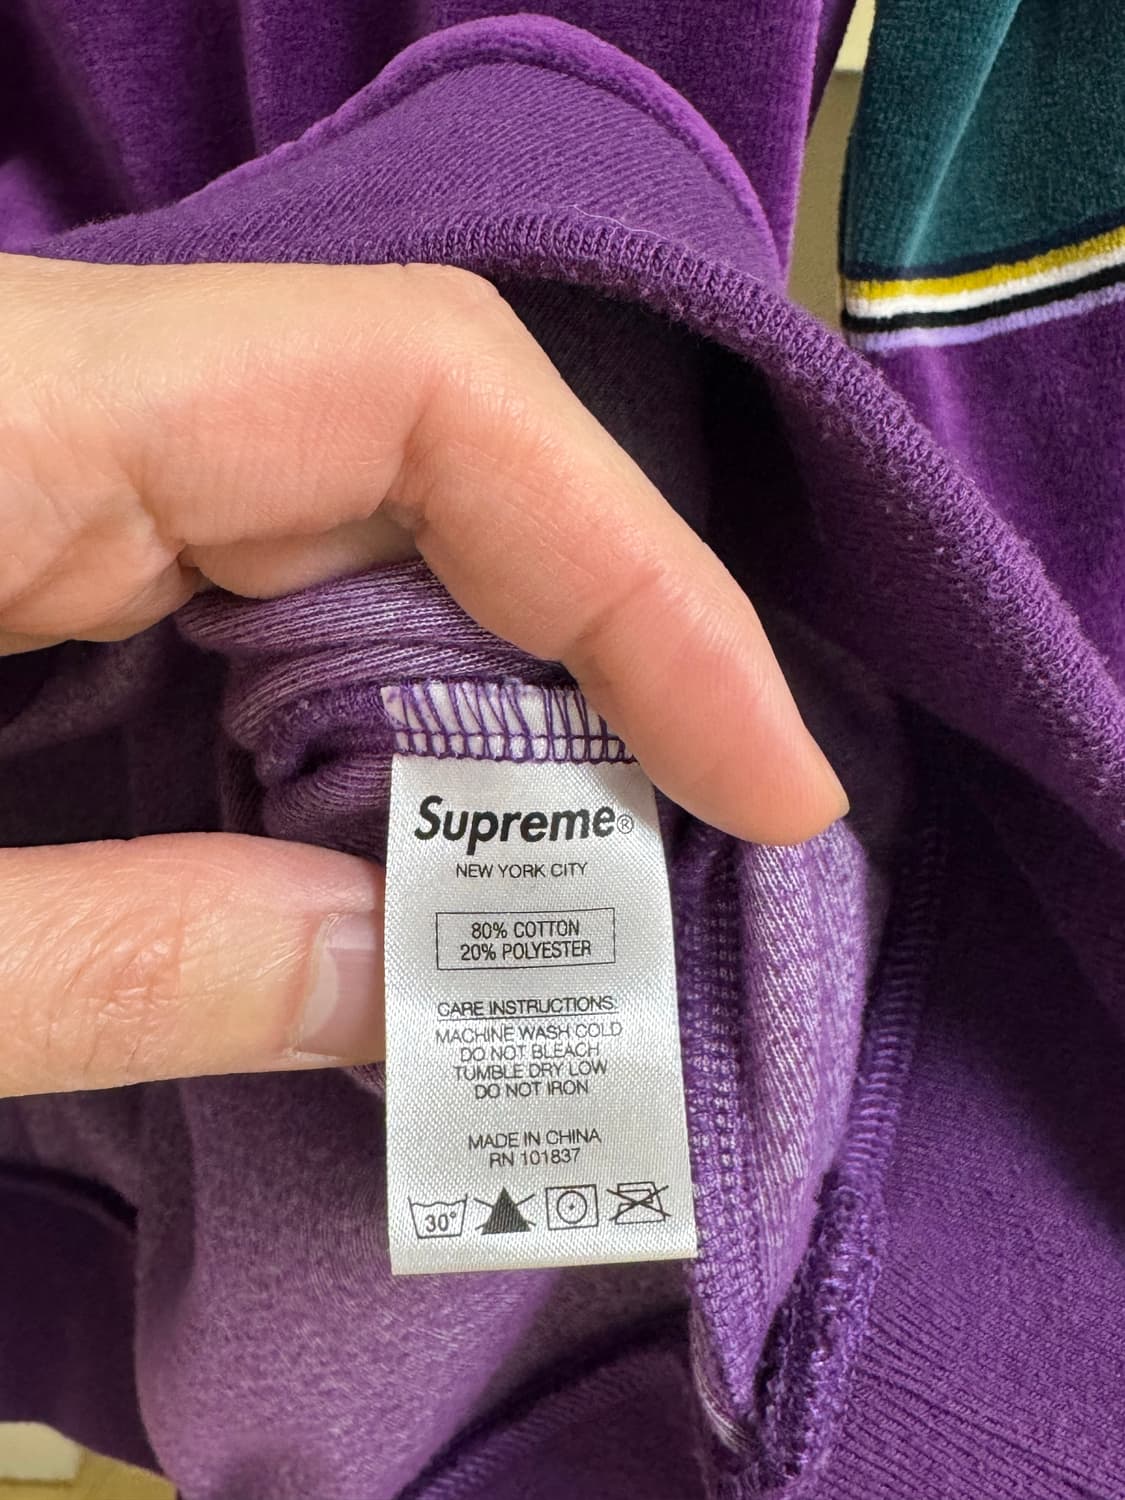 Supreme®
NEW YORK CITY
80% COTTON
20% POLYESTER
CARE INSTRUCTIONS:
MACHINE WASH COLD
DO NOT BLEACH
TUMBLE DRY LOW
DO NOT IRON
MADE IN CHINA
RN 101837
30°